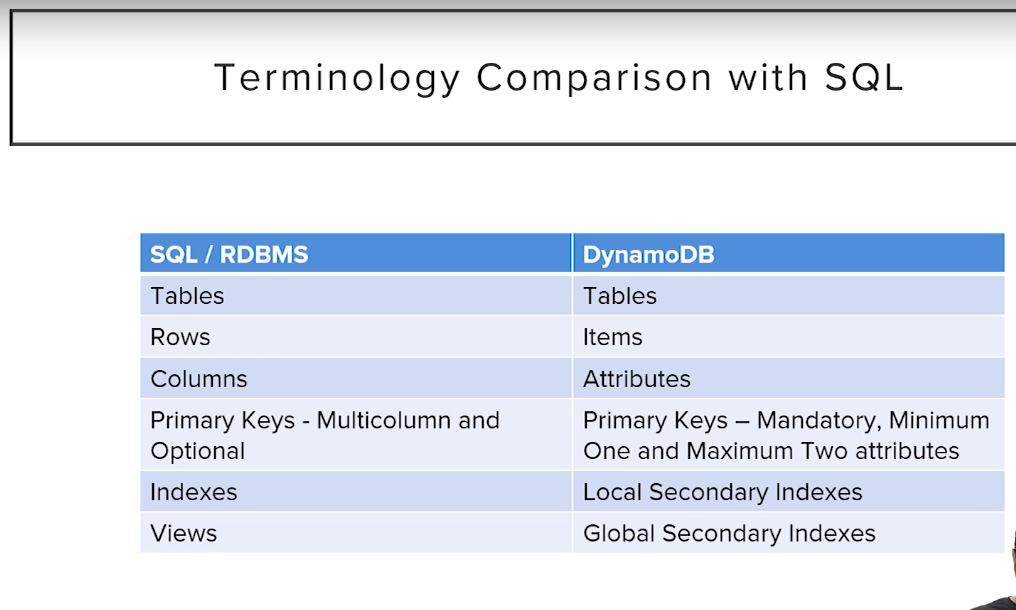 Terminology Comparison with SQL
SQL / RDBMS
DynamoDB
Tables
Tables
Rows
Items
Columns
Attributes
Primary Keys - Multicolumn and
Optional
Primary Keys – Mandatory, Minimum
One and Maximum Two attributes
Indexes
Local Secondary Indexes
Views
Global Secondary Indexes